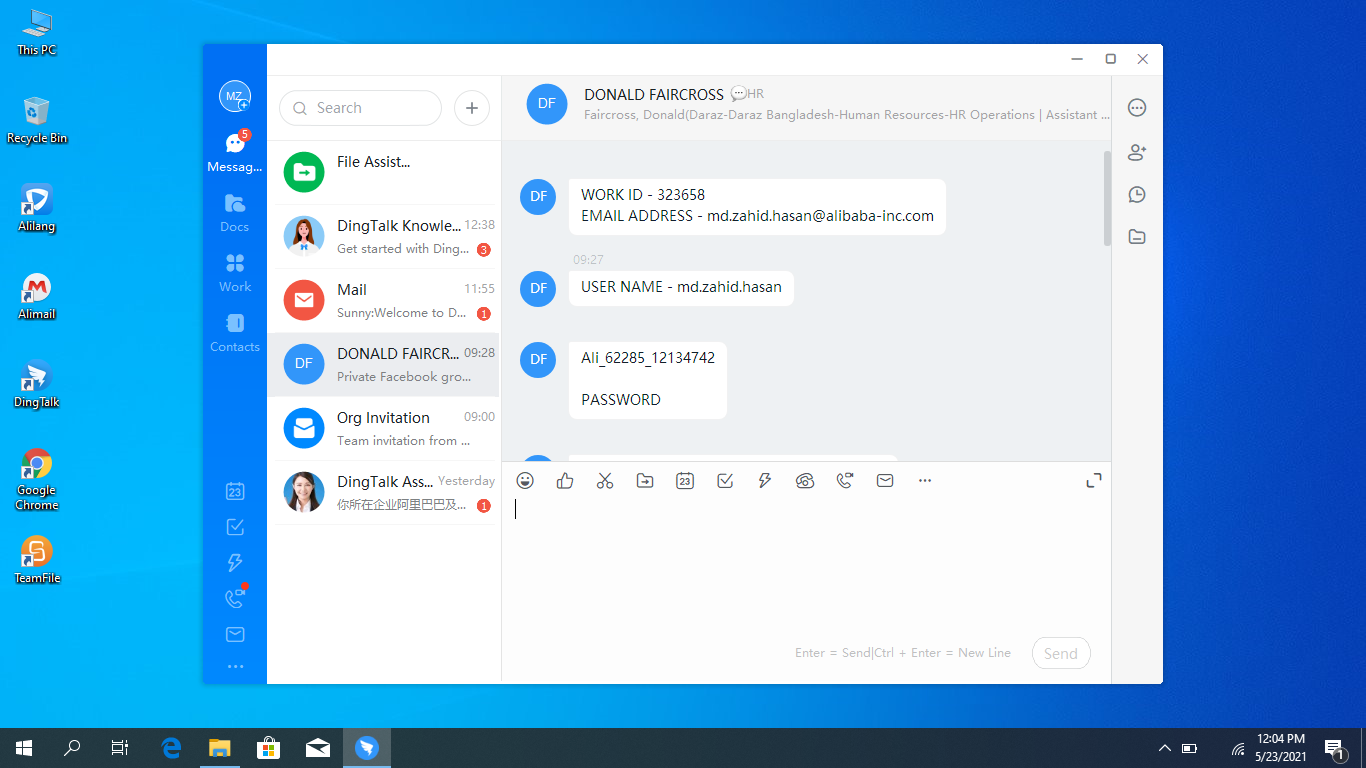 This PC
Recycle Bin
Alilang
Alimail
DingTalk
Google
Chrome
TeamFile
MZ
5
Messag...
Docs
Work
Contacts
23
Search
File Assist...
DingTalk Knowle... 12:38
Get started with Ding... 3
Mail 11:55
Sunny:Welcome to D... 1
DF
DONALD FAIRCR... 09:28
Private Facebook gro...
Org Invitation 09:00
Team invitation from ...
DingTalk Ass... Yesterday
你所在企业阿里巴巴及... 1
DF
DONALD FAIRCROSS HR
Faircross, Donald(Daraz-Daraz Bangladesh-Human Resources-HR Operations | Assistant ...
DF
WORK ID - 323658
EMAIL ADDRESS - md.zahid.hasan@alibaba-inc.com
09:27
DF
USER NAME - md.zahid.hasan
DF
Ali_62285_12134742
PASSWORD
23
Enter = Send|Ctrl + Enter = New Line
Send
12:04 PM
5/23/2021
1